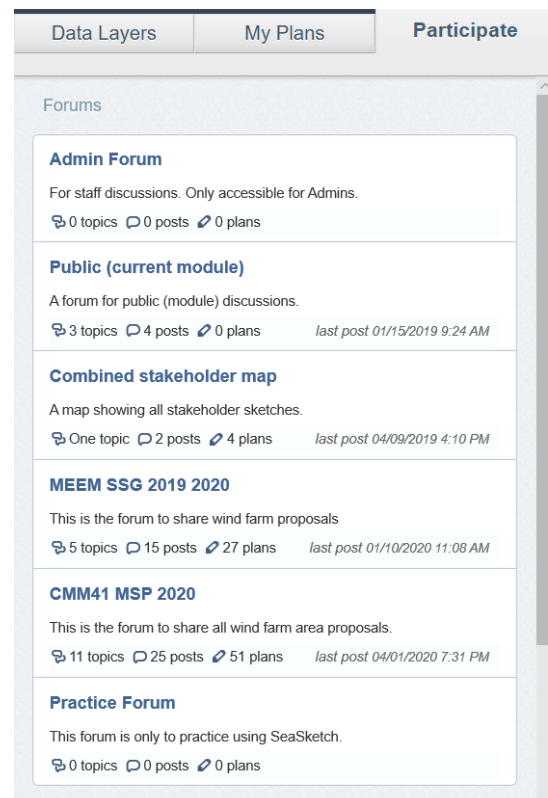 Data Layers My Plans Participate
Forums
Admin Forum
For staff discussions. Only accessible for Admins.
0 topics 0 posts 0 plans
Public (current module)
A forum for public (module) discussions.
3 topics 4 posts 0 plans last post 01/15/2019 9:24 AM
Combined stakeholder map
A map showing all stakeholder sketches.
One topic 2 posts 4 plans last post 04/09/2019 4:10 PM
MEEM SSG 2019 2020
This is the forum to share wind farm proposals
5 topics 15 posts 27 plans last post 01/10/2020 11:08 AM
CMM41 MSP 2020
This is the forum to share all wind farm area proposals.
11 topics 25 posts 51 plans last post 04/01/2020 7:31 PM
Practice Forum
This forum is only to practice using SeaSketch.
0 topics 0 posts 0 plans